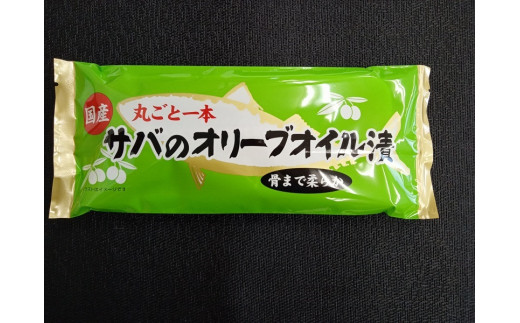 国産
丸ごと一本
サバのオリーブオイル漬
骨まで柔らか